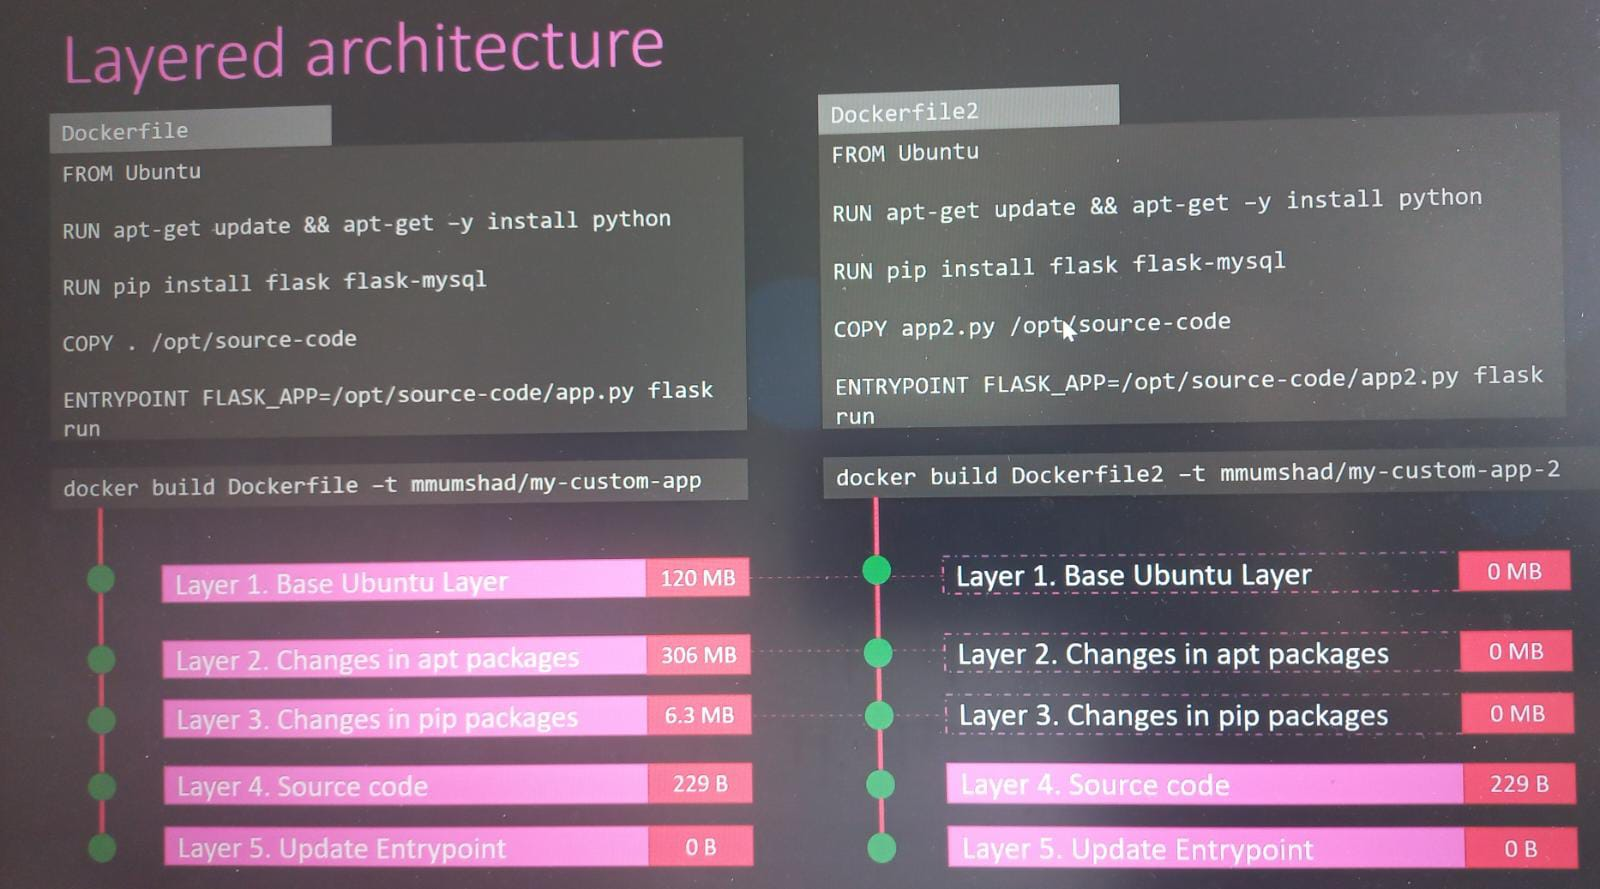 Layered architecture
Dockerfile
FROM Ubuntu
RUN apt-get update && apt-get –y install python
RUN pip install flask flask-mysql
COPY . /opt/source-code
ENTRYPOINT FLASK_APP=/opt/source-code/app.py flask
run
docker build Dockerfile –t mmumshad/my-custom-app
Layer 1. Base Ubuntu Layer 120 MB
Layer 2. Changes in apt packages 306 MB
Layer 3. Changes in pip packages 6.3 MB
Layer 4. Source code 229 B
Layer 5. Update Entrypoint 0 B
Dockerfile2
FROM Ubuntu
RUN apt-get update && apt-get –y install python
RUN pip install flask flask-mysql
COPY app2.py /opt/source-code
ENTRYPOINT FLASK_APP=/opt/source-code/app2.py flask
run
docker build Dockerfile2 –t mmumshad/my-custom-app-2
Layer 1. Base Ubuntu Layer 0 MB
Layer 2. Changes in apt packages 0 MB
Layer 3. Changes in pip packages 0 MB
Layer 4. Source code 229 B
Layer 5. Update Entrypoint 0 B